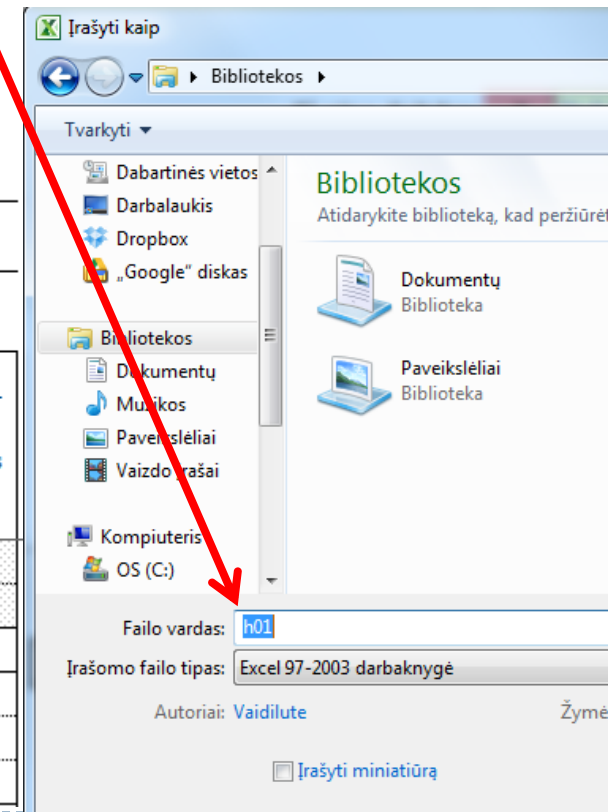 Įrašyti kaip
Bibliotekos
Tvarkyti
Dabartinės vietos
Darbalaukis
Dropbox
„Google“ diskas
Bibliotekos
Dokumentų
Muzikos
Paveikslėliai
Vaizdo įrašai
Kompiuteris
OS (C:)
Bibliotekos
Atidarykite biblioteką, kad
Dokumentų
Biblioteka
Paveikslėliai
Biblioteka
Failo vardas: h01
Įrašomo failo tipas: Excel 97-2003 darbaknygė
Autoriai: Vaidilute
Įrašyti miniatiūrą